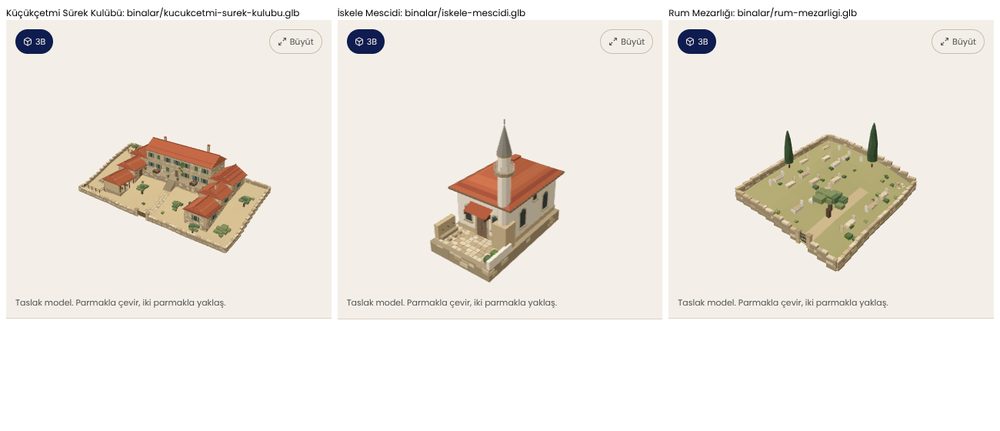 Küçükçetmi Sürek Kulübü: binalar/kucukcetmi-surek-kulubu.glb
3B
Büyüt
Taslak model. Parmakla çevir, iki parmakla yaklaş.
İskele Mescidi: binalar/iskele-mescidi.glb
3B
Büyüt
Taslak model. Parmakla çevir, iki parmakla yaklaş.
Rum Mezarlığı: binalar/rum-mezarligi.glb
3B
Büyüt
Taslak model. Parmakla çevir, iki parmakla yaklaş.